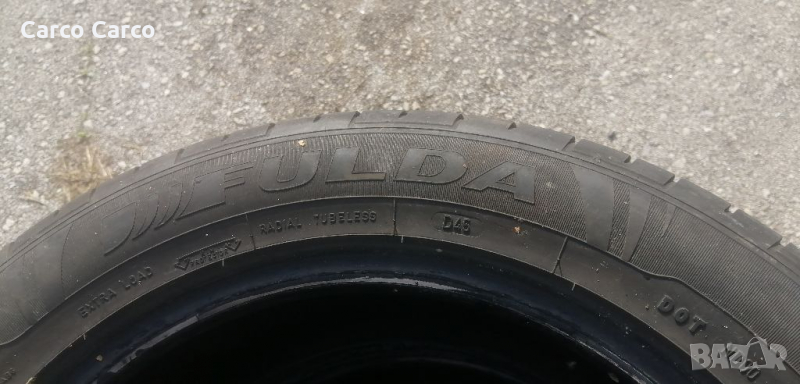 Carco Carco
FULDA
EXTRA LOAD
RADIAL TUBELESS
D46
DOT
BAZAR